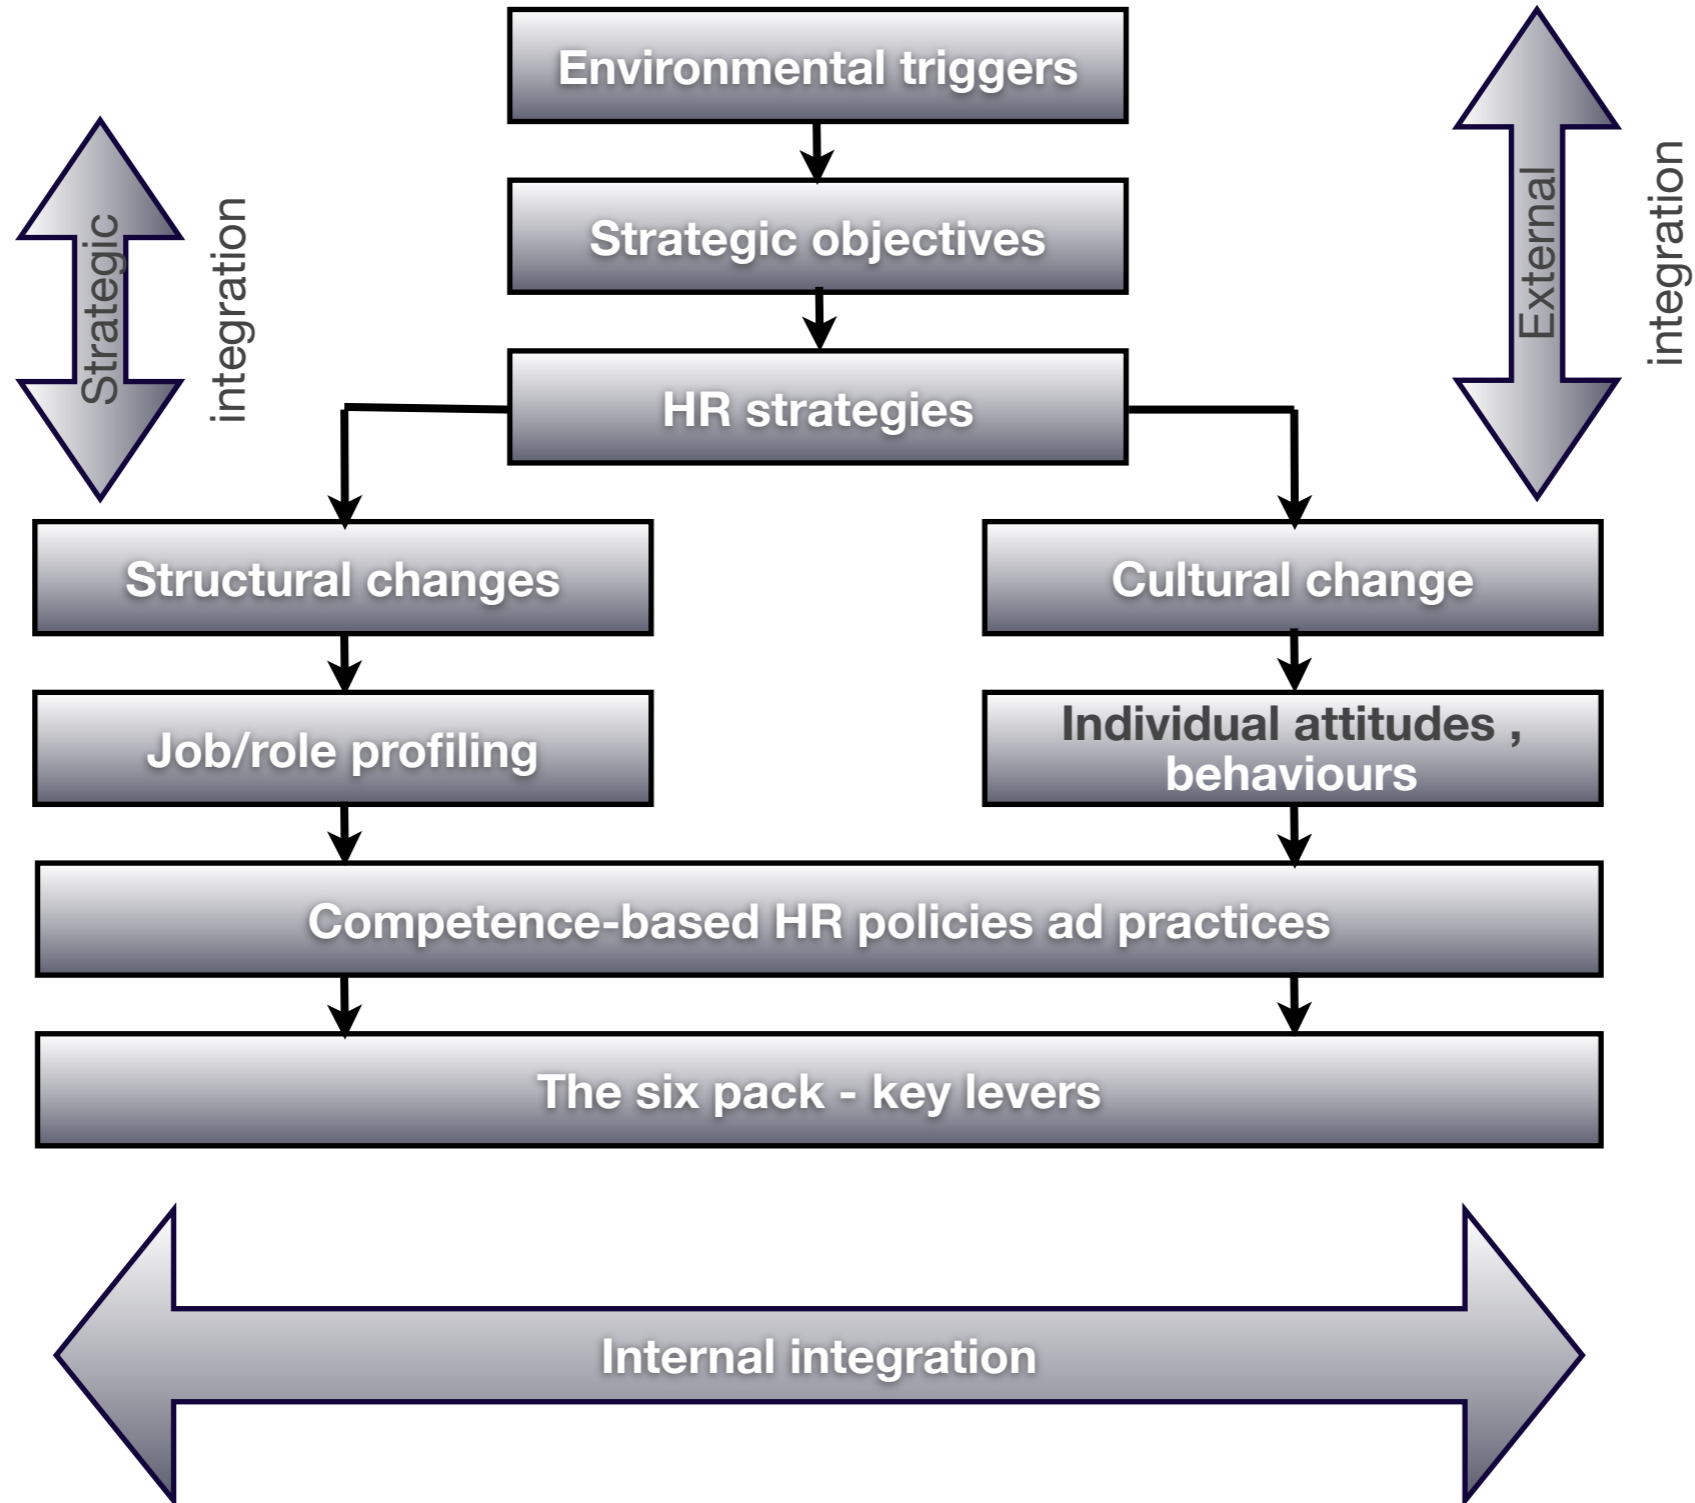 Environmental triggers
Strategic
integration
External
integration
Strategic objectives
HR strategies
Structural changes
Cultural change
Job/role profiling
Individual attitudes ,
behaviours
Competence-based HR policies ad practices
The six pack - key levers
Internal integration